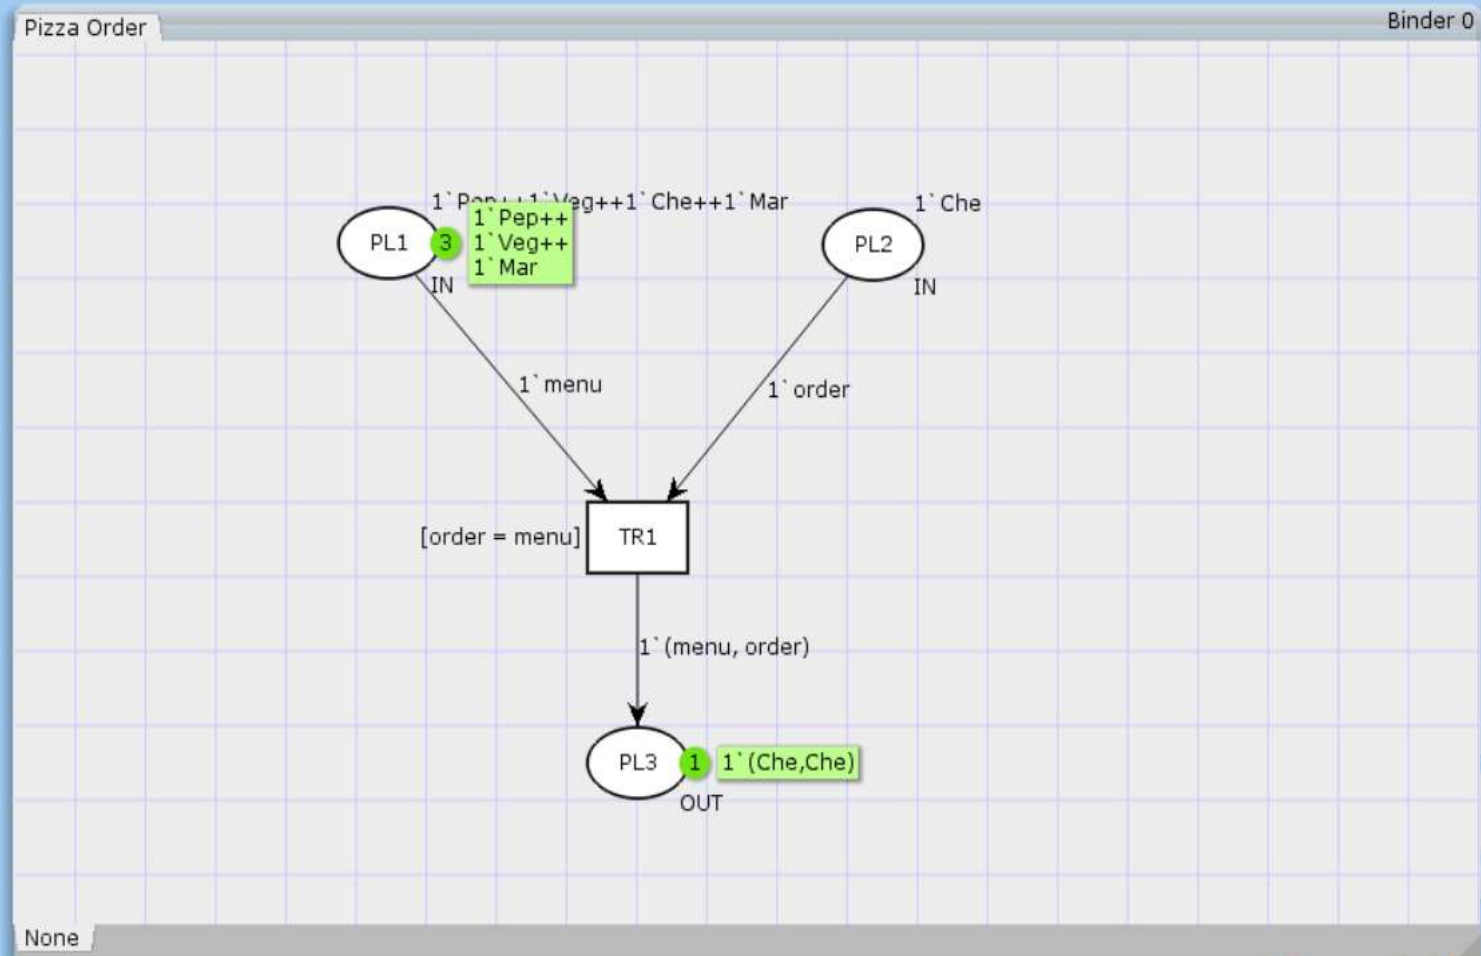 Pizza Order
Binder 0
1`Pep++1`Veg++1`Che++1`Mar
1`Che
PL1
3
1`Pep++
1`Veg++
1`Mar
IN
PL2
IN
1`menu
1`order
[order = menu]
TR1
1`(menu, order)
PL3
1
1`(Che,Che)
OUT
None